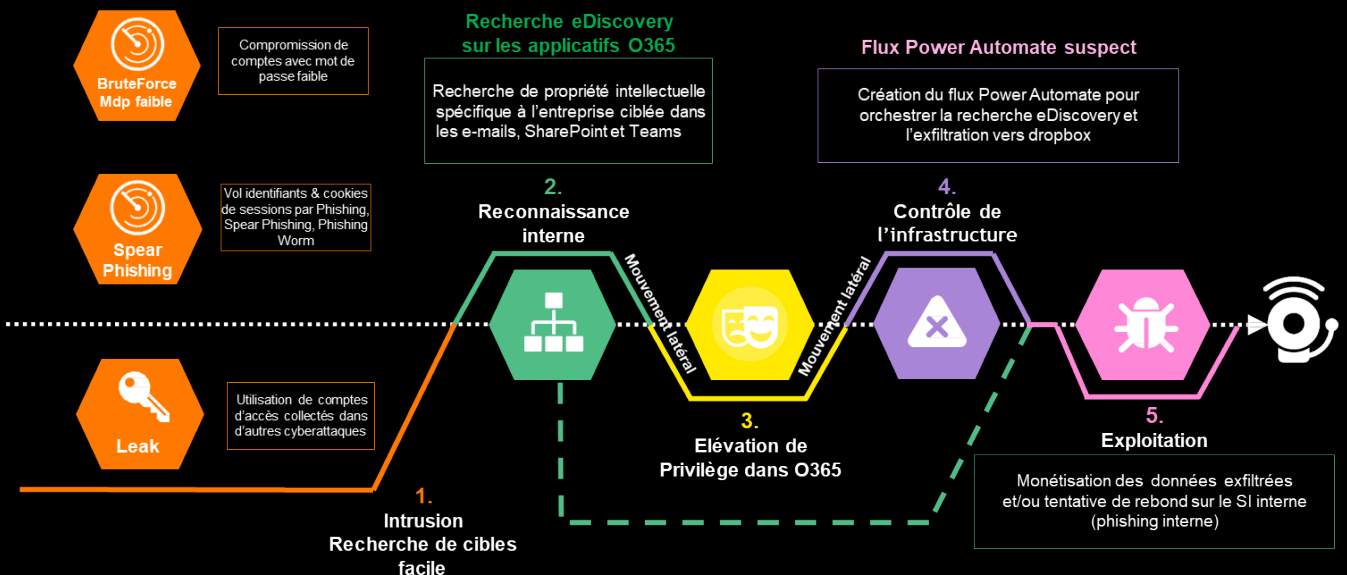 BruteForce
Mdp faible
Compromission de
comptes avec mot de
passe faible
Spear
Phishing
Vol identifiants & cookies
de sessions par Phishing,
Spear Phishing, Phishing
Worm
Leak
Utilisation de comptes
d'accès collectés dans
d'autres cyberattaques
1.
Intrusion
Recherche de cibles
facile
Recherche eDiscovery
sur les applicatifs O365
Recherche de propriété intellectuelle
spécifique à l'entreprise ciblée dans
les e-mails, SharePoint et Teams
2.
Reconnaissance
interne
Mouvement latéral
3.
Elévation de
Privilège dans O365
Mouvement latéral
Flux Power Automate suspect
Création du flux Power Automate pour
orchestrer la recherche eDiscovery et
l'exfiltration vers dropbox
4.
Contrôle de
l'infrastructure
5.
Exploitation
Monétisation des données exfiltrées
et/ou tentative de rebond sur le SI interne
(phishing interne)